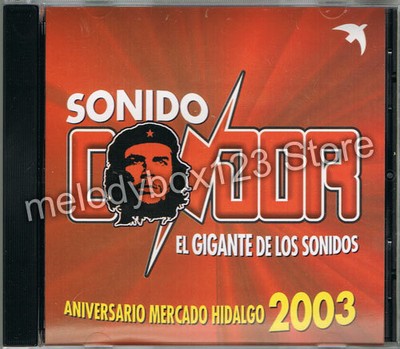 SONIDO
CONDOR
melodybox123 Store
EL GIGANTE DE LOS SONIDOS
ANIVERSARIO MERCADO HIDALGO 2003